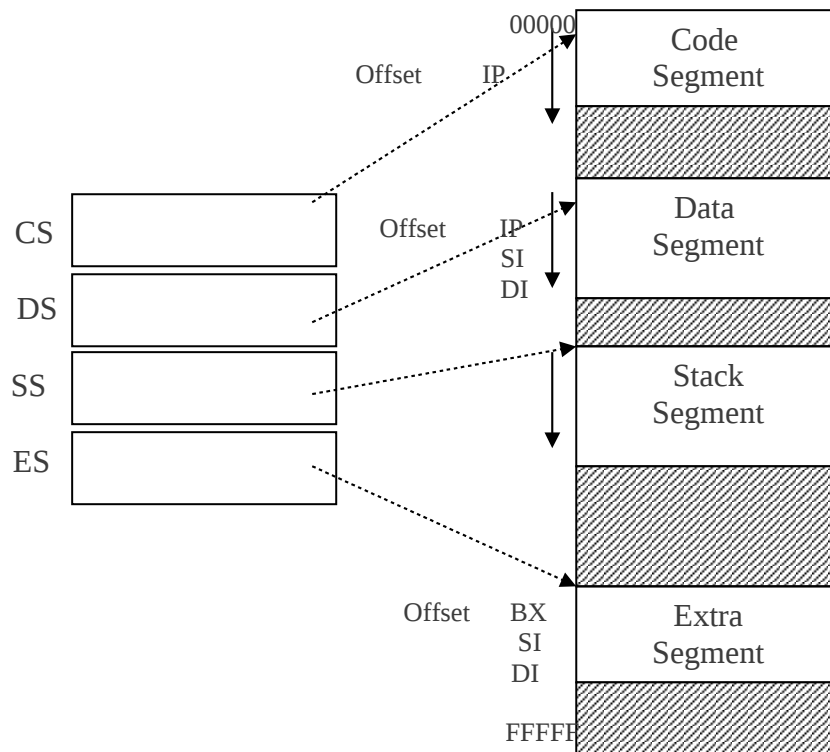 00000
Code
Segment
Offset IP
CS
Offset IP
SI
DI
Data
Segment
DS
SS
Stack
Segment
ES
Offset BX
SI
DI
Extra
Segment
FFFFF